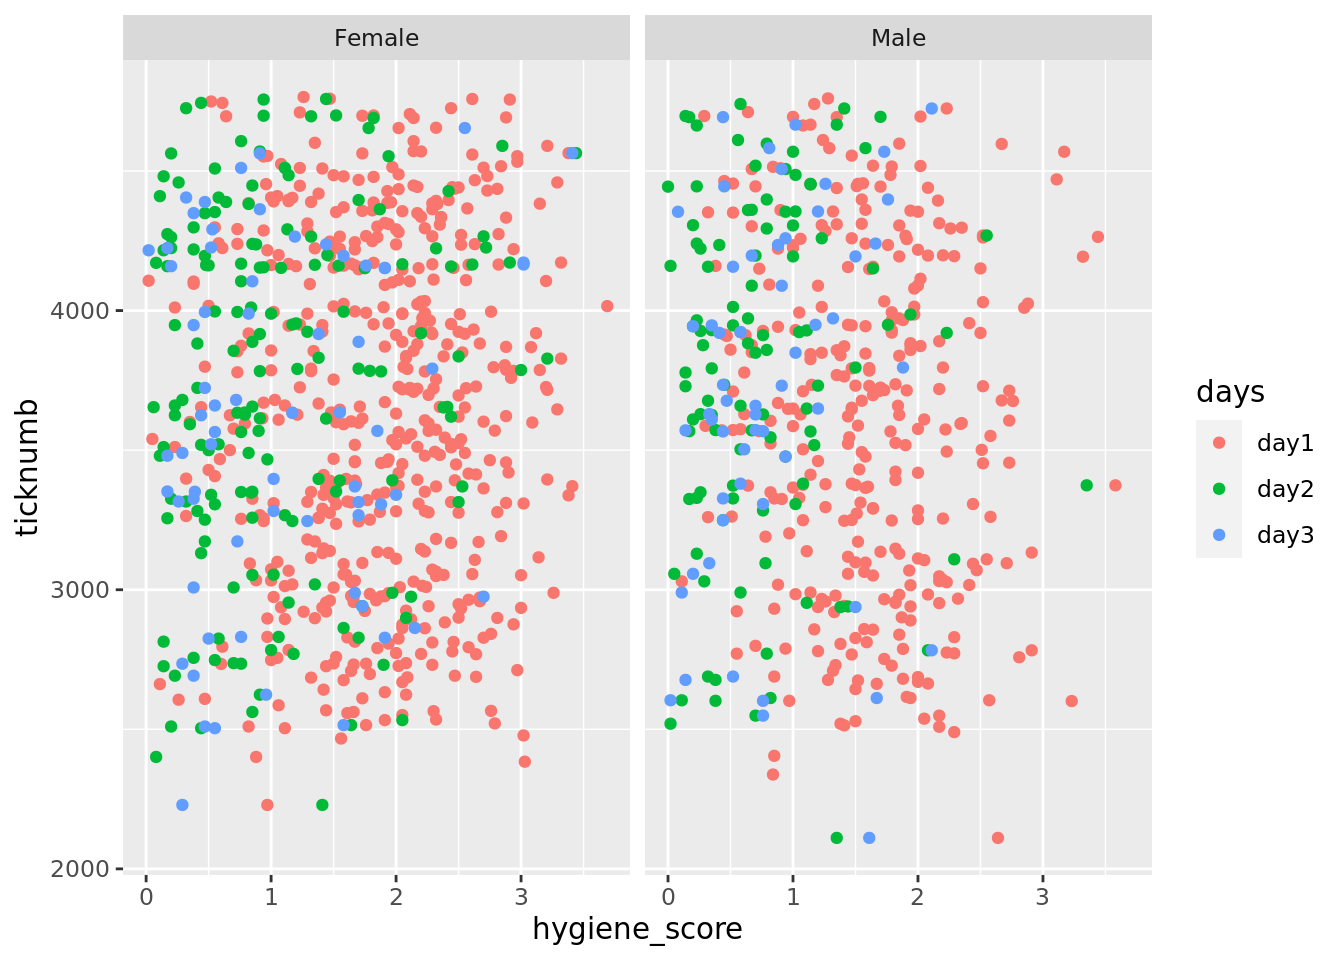 Female Male
ticknumb
4000
3000
2000
0 1 2 3 0 1 2 3
hygiene_score
days
day1
day2
day3